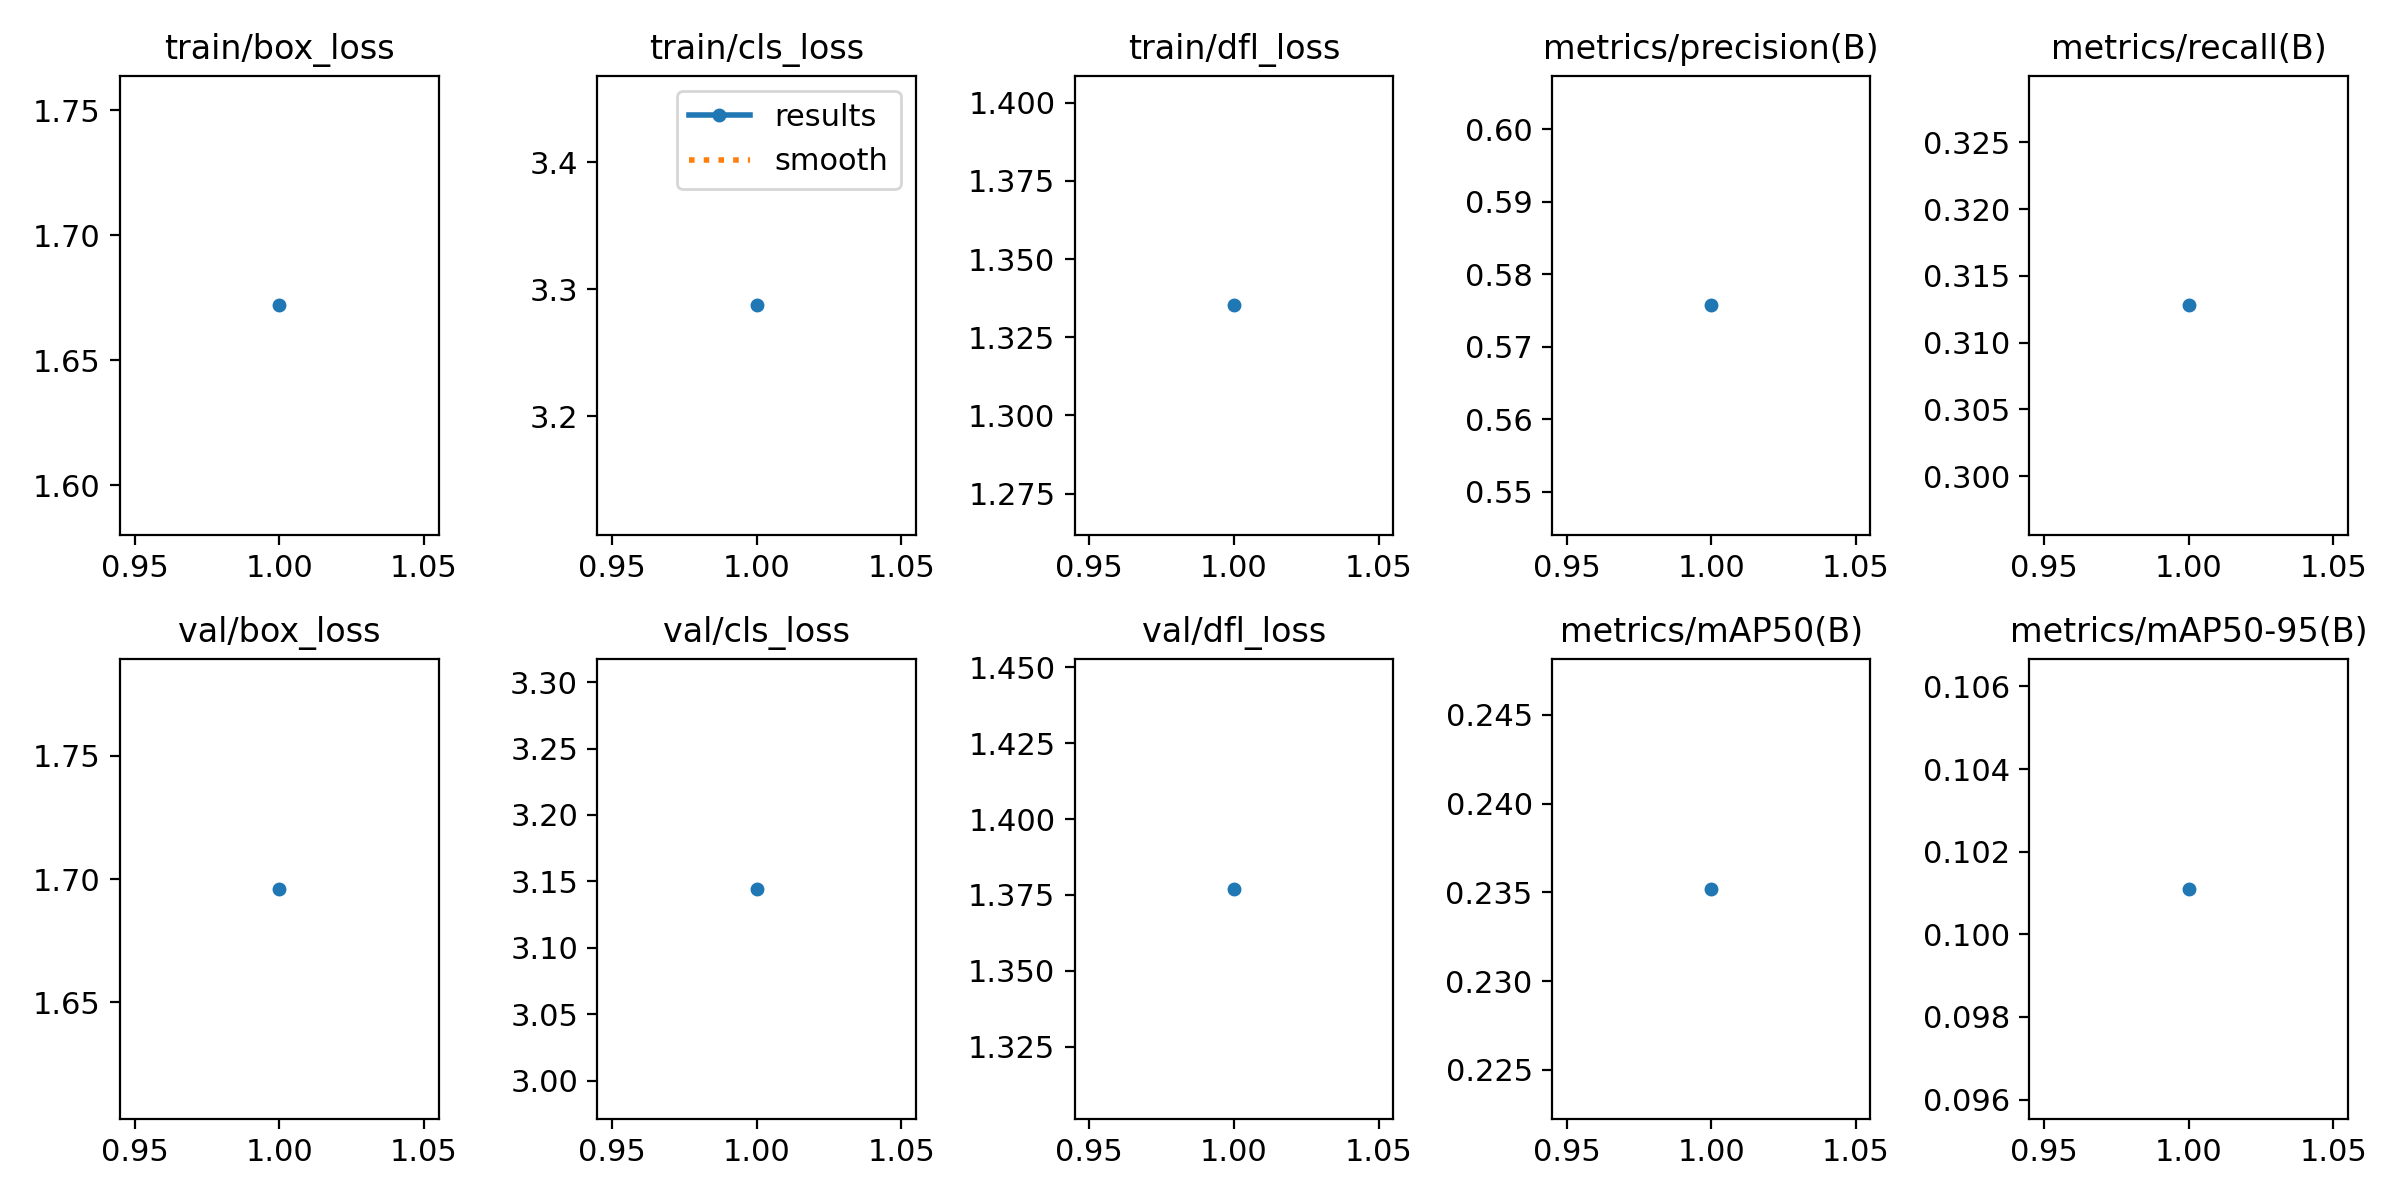 train/box_loss
1.75
1.70
1.65
1.60
0.95 1.00 1.05
train/cls_loss
results
smooth
3.4
3.3
3.2
0.95 1.00 1.05
train/dfl_loss
1.400
1.375
1.350
1.325
1.300
1.275
0.95 1.00 1.05
metrics/precision(B)
0.60
0.59
0.58
0.57
0.56
0.55
0.95 1.00 1.05
metrics/recall(B)
0.325
0.320
0.315
0.310
0.305
0.300
0.95 1.00 1.05
val/box_loss
1.75
1.70
1.65
0.95 1.00 1.05
val/cls_loss
3.30
3.25
3.20
3.15
3.10
3.05
3.00
0.95 1.00 1.05
val/dfl_loss
1.450
1.425
1.400
1.375
1.350
1.325
0.95 1.00 1.05
metrics/mAP50(B)
0.245
0.240
0.235
0.230
0.225
0.95 1.00 1.05
metrics/mAP50-95(B)
0.106
0.104
0.102
0.100
0.098
0.096
0.95 1.00 1.05